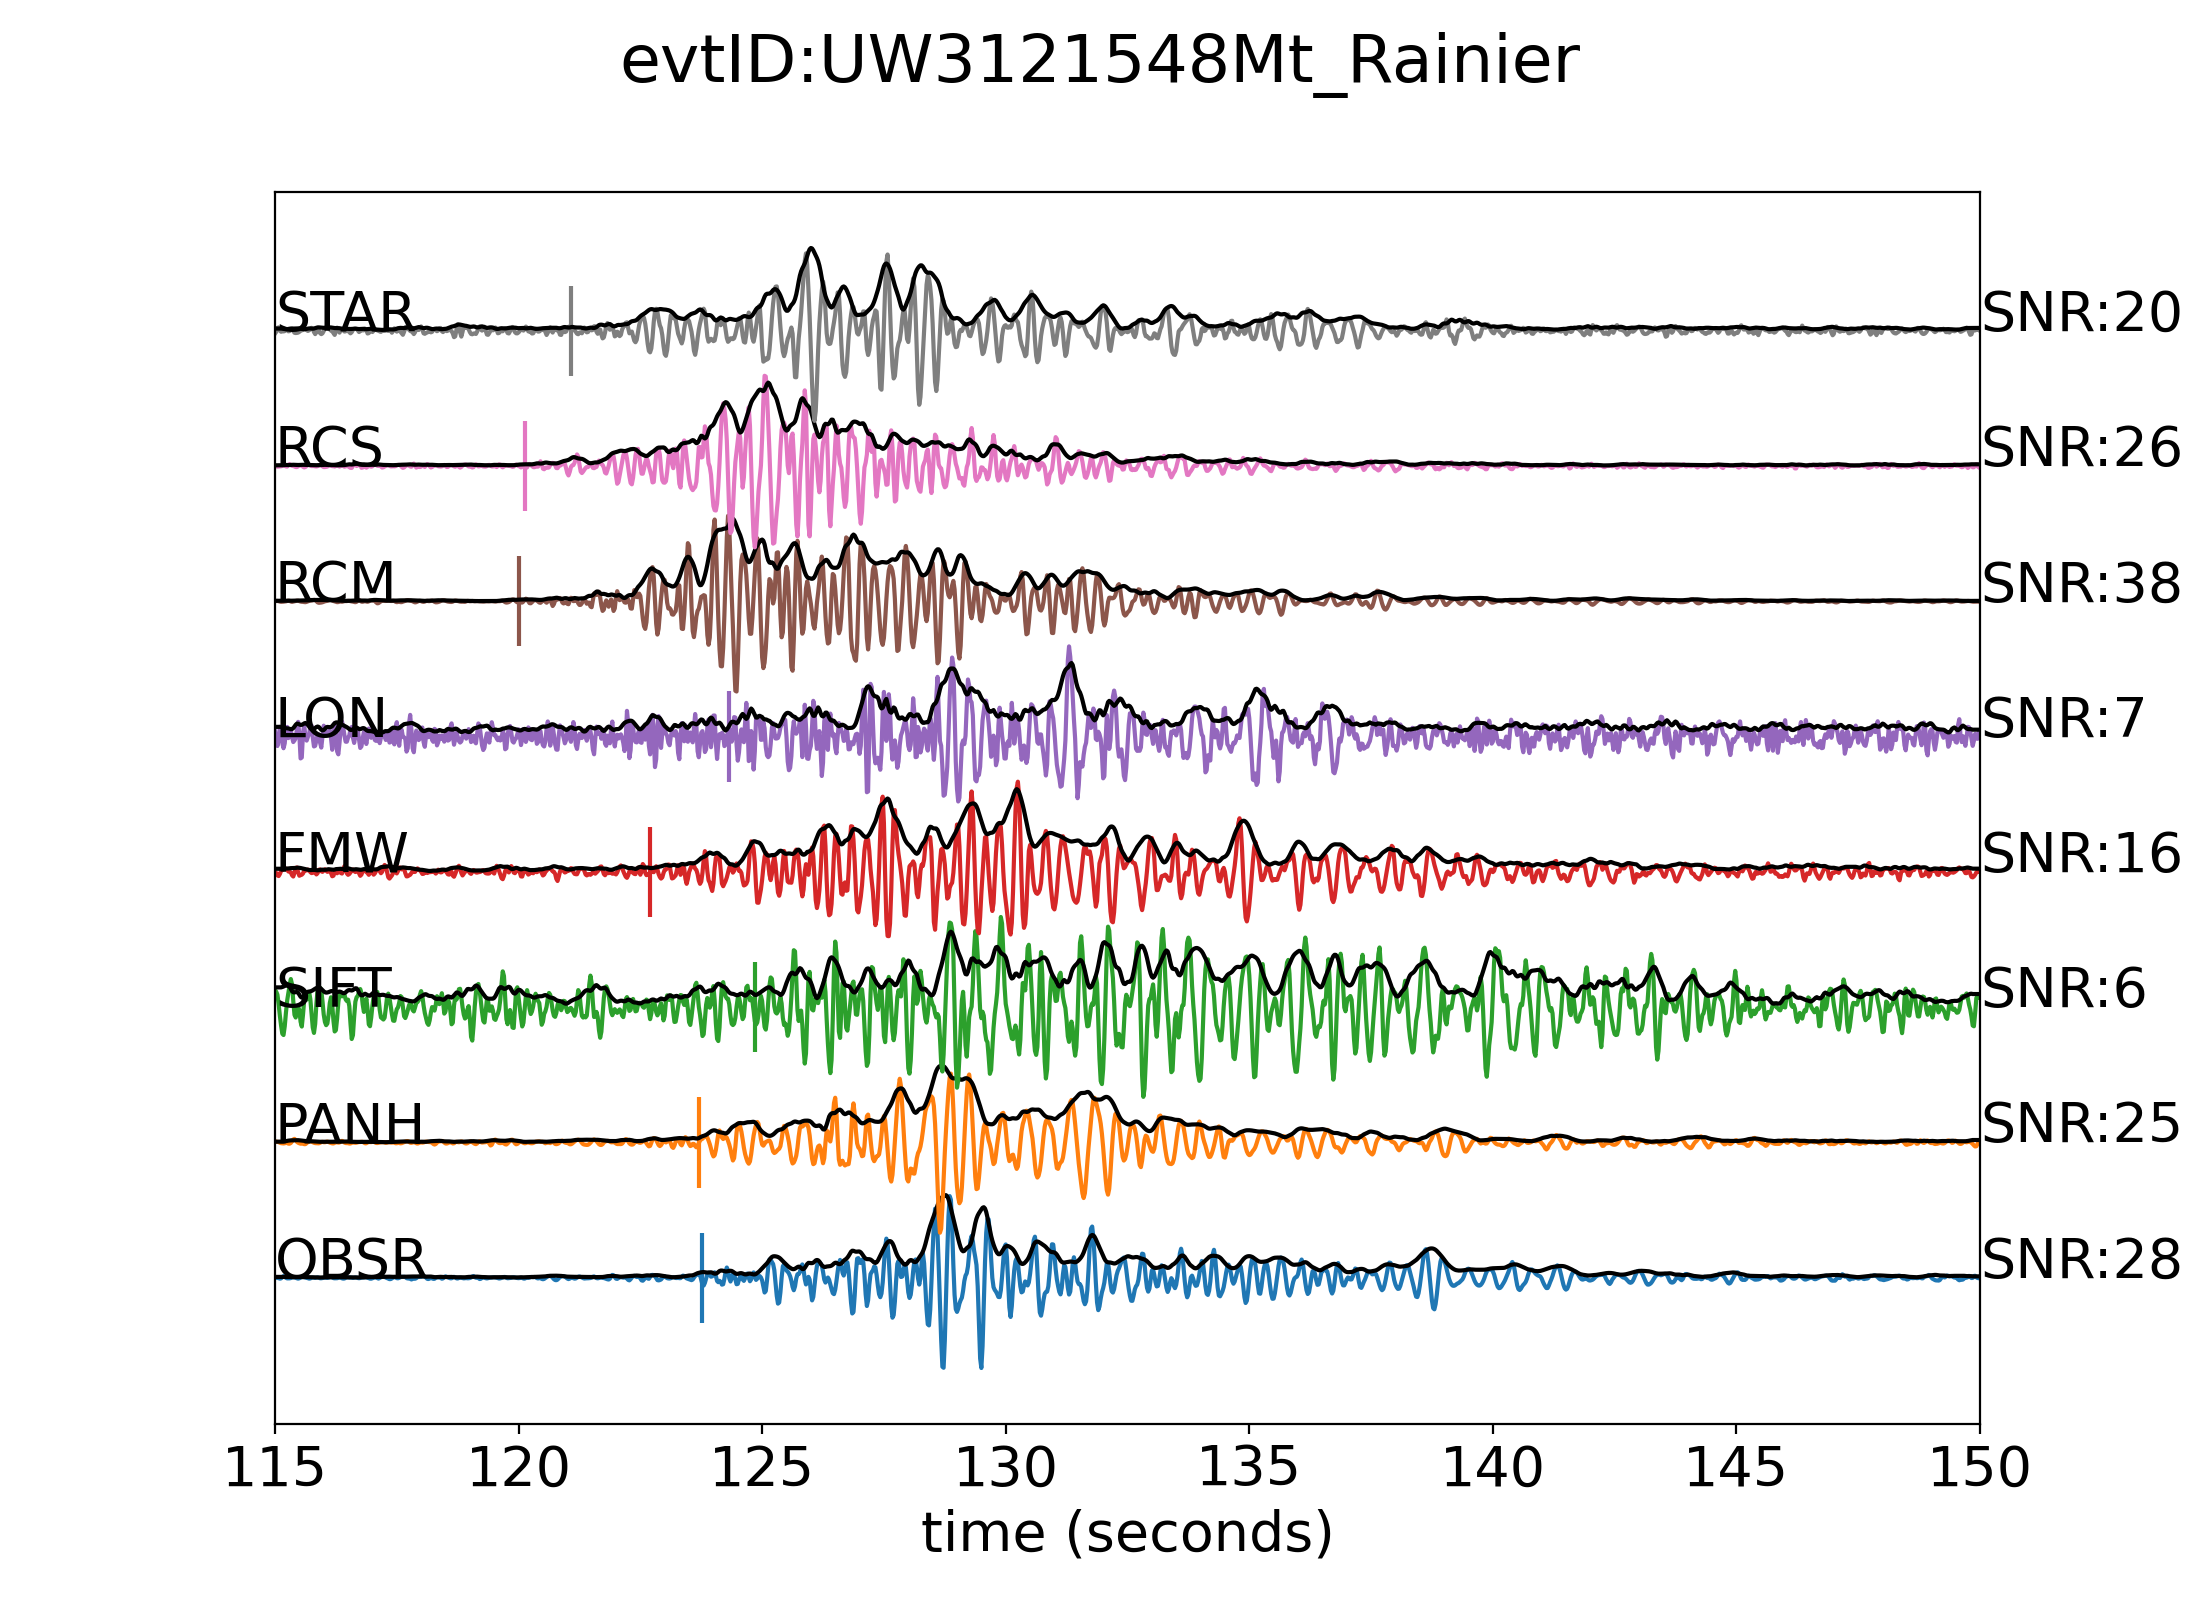 evtID:UW3121548Mt_Rainier
STAR SNR:20
RCS SNR:26
RCM SNR:38
LON SNR:7
FMW SNR:16
SIFT SNR:6
PANH SNR:25
OBSR SNR:28
115 120 125 130 135 140 145 150
time (seconds)